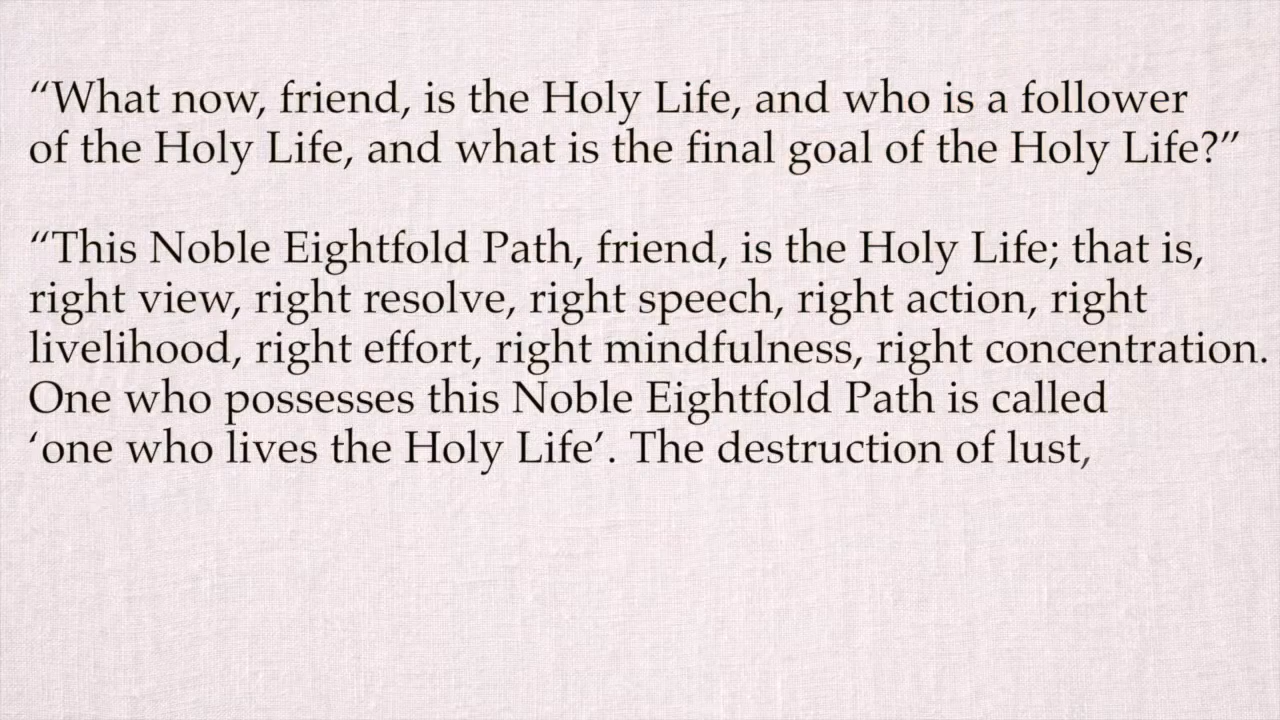 “What now, friend, is the Holy Life, and who is a follower
of the Holy Life, and what is the final goal of the Holy Life?”
“This Noble Eightfold Path, friend, is the Holy Life; that is,
right view, right resolve, right speech, right action, right
livelihood, right effort, right mindfulness, right concentration.
One who possesses this Noble Eightfold Path is called
‘one who lives the Holy Life’. The destruction of lust,